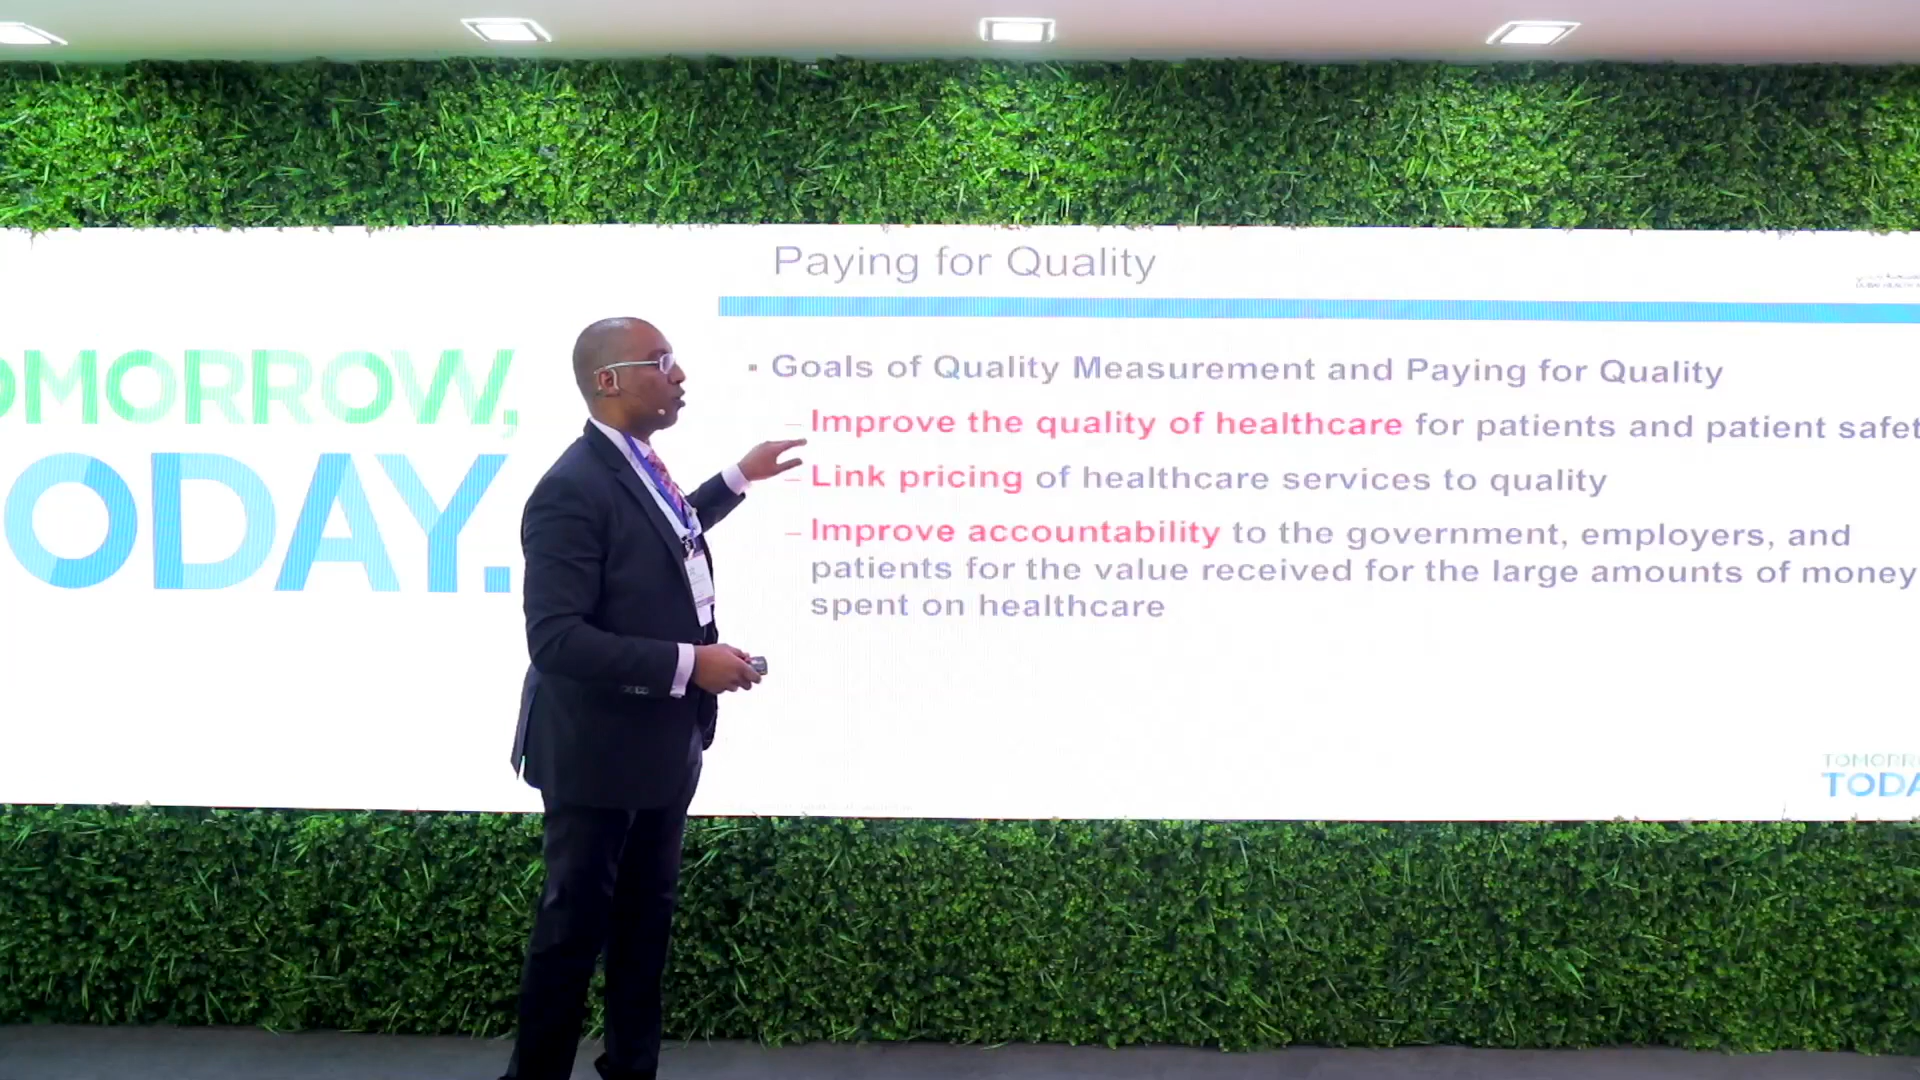 Paying for Quality
OMORROW,
TODAY.
▪ Goals of Quality Measurement and Paying for Quality
– Improve the quality of healthcare for patients and patient safet
– Link pricing of healthcare services to quality
– Improve accountability to the government, employers, and
patients for the value received for the large amounts of money
spent on healthcare
TOMORR
TODA